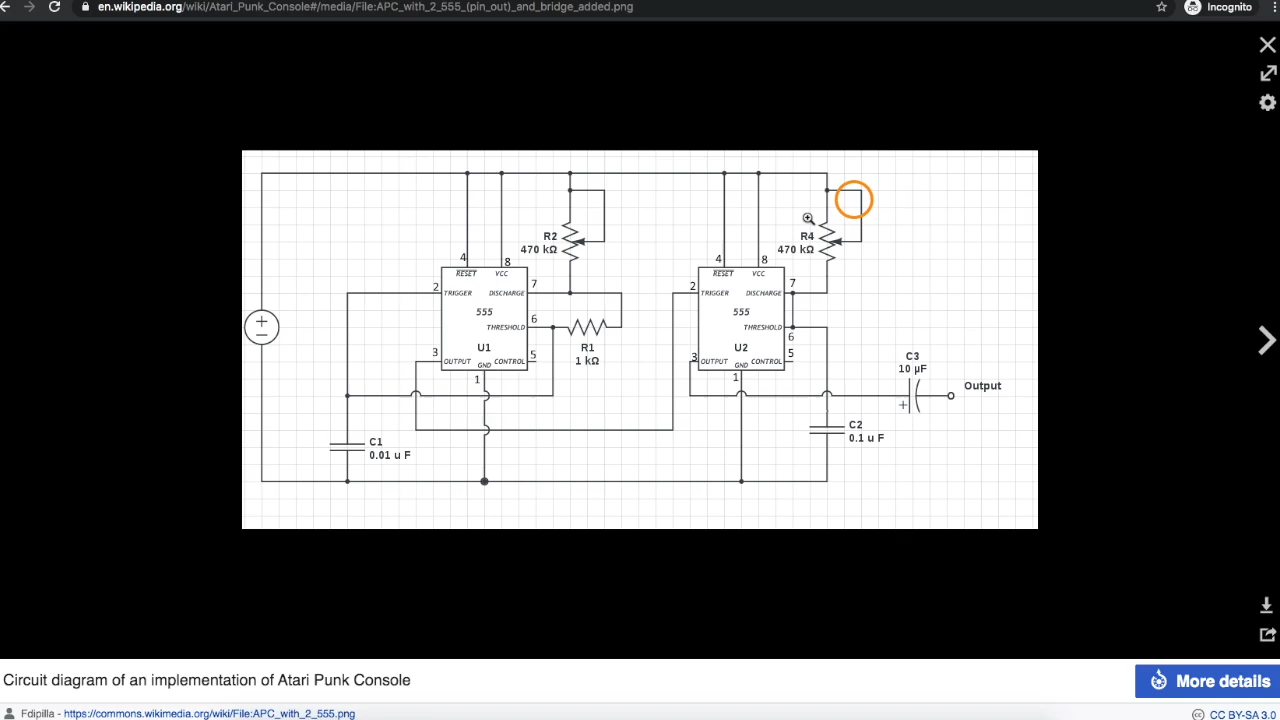 en.wikipedia.org/wiki/Atari_Punk_Console#/media/File:APC_with_2_555_(pin_out)_and_bridge_added.png
Incognito
R2
470 kΩ
R4
470 kΩ
4
8
RESET
VCC
2
TRIGGER
DISCHARGE
7
555
THRESHOLD
6
U1
3
OUTPUT
GND
CONTROL
5
1
R1
1 kΩ
4
8
RESET
VCC
2
TRIGGER
DISCHARGE
7
555
THRESHOLD
6
U2
3
OUTPUT
GND
CONTROL
5
1
+
−
C1
0.01 u F
C2
0.1 u F
C3
10 µF
+
Output
Circuit diagram of an implementation of Atari Punk Console
More details
Fdipilla - https://commons.wikimedia.org/wiki/File:APC_with_2_555.png
CC BY-SA 3.0